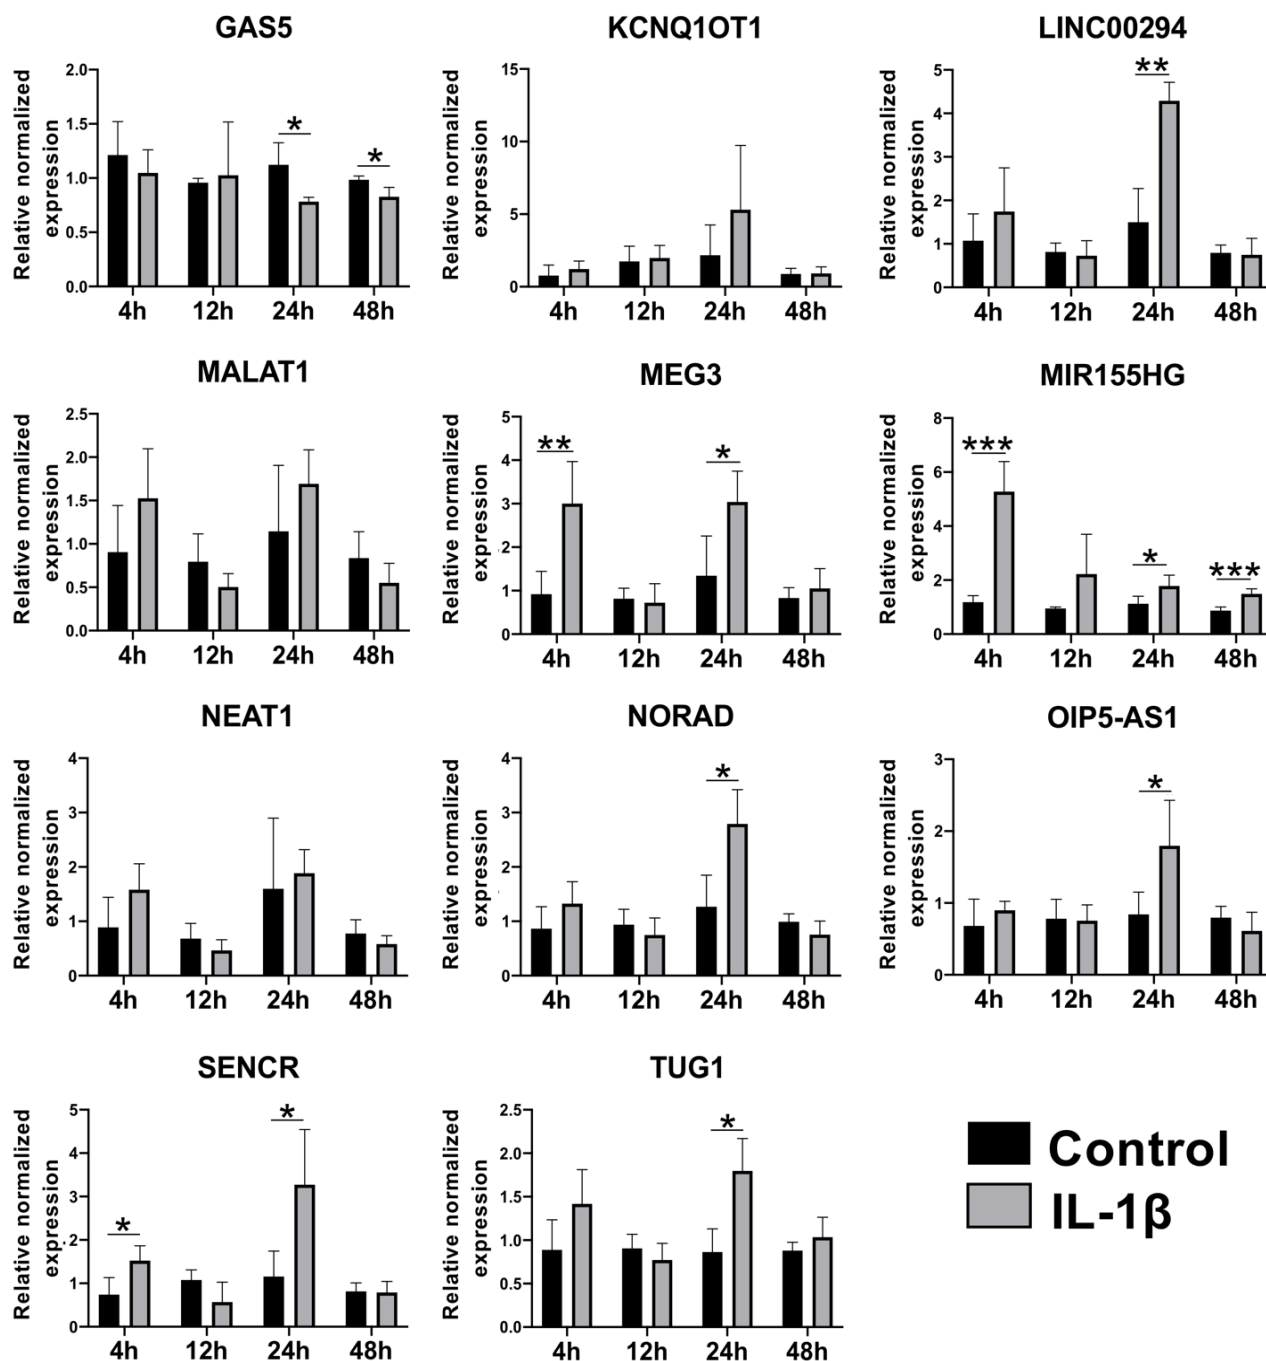 GAS5
Relative normalized
expression
2.0
1.5
1.0
0.5
0.0
*
*
4h 12h 24h 48h
KCNQ1OT1
Relative normalized
expression
15
10
5
0
4h 12h 24h 48h
LINC00294
Relative normalized
expression
5
4
3
2
1
0
**
4h 12h 24h 48h
MALAT1
Relative normalized
expression
2.5
2.0
1.5
1.0
0.5
0.0
4h 12h 24h 48h
MEG3
Relative normalized
expression
5
4
3
2
1
0
**
*
4h 12h 24h 48h
MIR155HG
Relative normalized
expression
8
6
4
2
0
***
*
***
4h 12h 24h 48h
NEAT1
Relative normalized
expression
4
3
2
1
0
4h 12h 24h 48h
NORAD
Relative normalized
expression
4
3
2
1
0
*
4h 12h 24h 48h
OIP5-AS1
Relative normalized
expression
3
2
1
0
*
4h 12h 24h 48h
SENCR
Relative normalized
expression
5
4
3
2
1
0
*
*
4h 12h 24h 48h
TUG1
Relative normalized
expression
2.5
2.0
1.5
1.0
0.5
0.0
*
4h 12h 24h 48h
Control
IL-1β